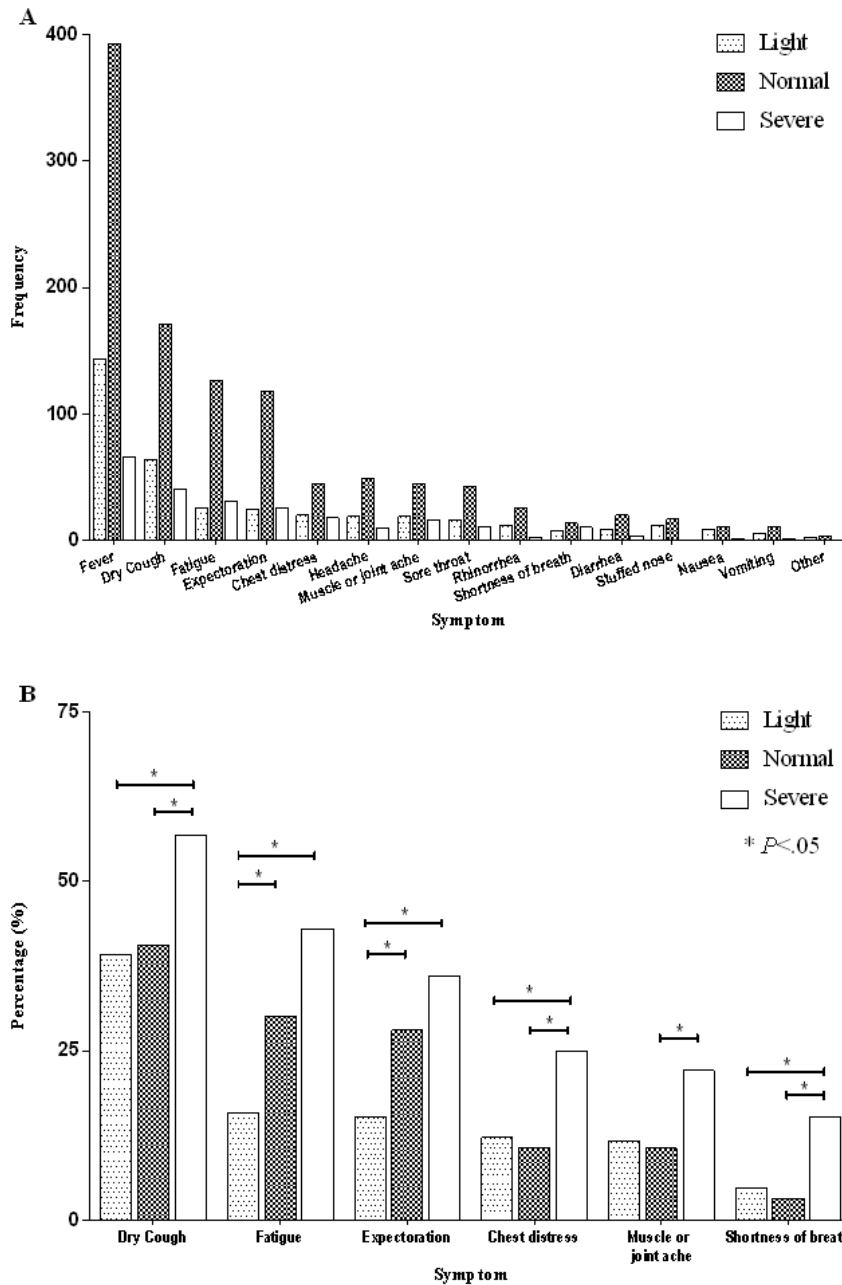 A
400
300
200
100
0
Frequency
Light
Normal
Severe
Fever
Dry Cough
Fatigue
Expectoration
Chest distress
Headache
Muscle or joint ache
Sore throat
Rhinorrhea
Shortness of breath
Diarrhea
Stuffed nose
Nausea
Vomiting
Other
Symptom
B
75
50
25
0
Percentage (%)
Light
Normal
Severe
* P<.05
*
*
*
*
*
*
*
*
*
*
*
Dry Cough
Fatigue
Expectoration
Chest distress
Muscle or
joint ache
Shortness of breat
Symptom